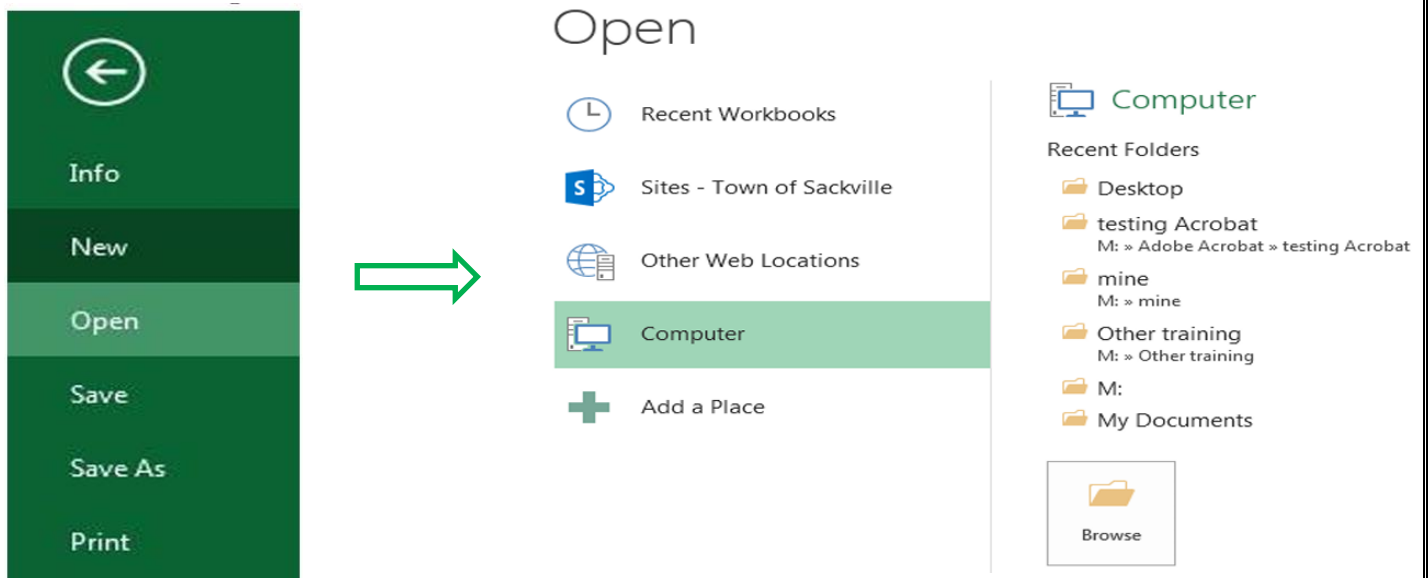 Info
New
Open
Save
Save As
Print
Open
Recent Workbooks
Sites - Town of Sackville
Other Web Locations
Computer
Add a Place
Computer
Recent Folders
Desktop
testing Acrobat
M: » Adobe Acrobat » testing Acrobat
mine
M: » mine
Other training
M: » Other training
M:
My Documents
Browse